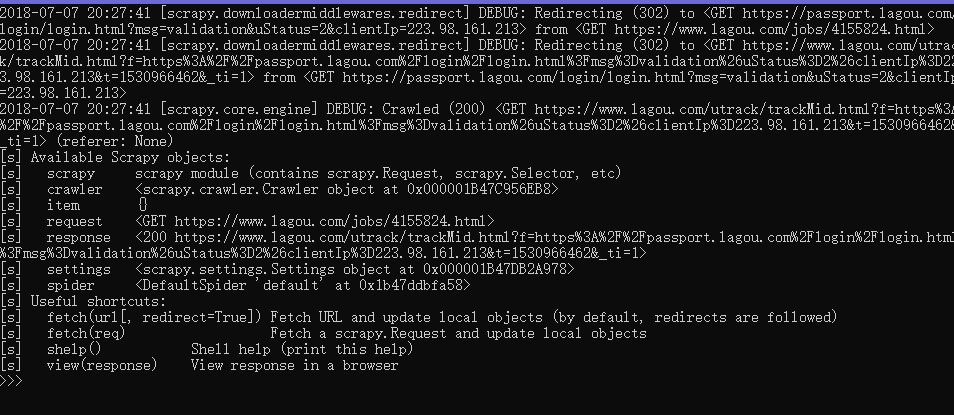 2018-07-07 20:27:41 [scrapy.downloadermiddlewares.redirect] DEBUG: Redirecting (302) to <GET https://passport.lagou.com/
login/login.html?msg=validation&uStatus=2&clientIp=223.98.161.213> from <GET https://www.lagou.com/jobs/4155824.html>
2018-07-07 20:27:41 [scrapy.downloadermiddlewares.redirect] DEBUG: Redirecting (302) to <GET https://www.lagou.com/utrac
k/trackMid.html?f=https%3A%2F%2Fpassport.lagou.com%2Flogin%2Flogin.html%3Fmsg%3Dvalidation%26uStatus%3D2%26clientIp%3D22
3.98.161.213&t=1530966462&_ti=1> from <GET https://passport.lagou.com/login/login.html?msg=validation&uStatus=2&clientIp
=223.98.161.213>
2018-07-07 20:27:41 [scrapy.core.engine] DEBUG: Crawled (200) <GET https://www.lagou.com/utrack/trackMid.html?f=https%3A
%2F%2Fpassport.lagou.com%2Flogin%2Flogin.html%3Fmsg%3Dvalidation%26uStatus%3D2%26clientIp%3D223.98.161.213&t=1530966462&
_ti=1> (referer: None)
[s] Available Scrapy objects:
[s] scrapy scrapy module (contains scrapy.Request, scrapy.Selector, etc)
[s] crawler <scrapy.crawler.Crawler object at 0x000001B47C956EB8>
[s] item {}
[s] request <GET https://www.lagou.com/jobs/4155824.html>
[s] response <200 https://www.lagou.com/utrack/trackMid.html?f=https%3A%2F%2Fpassport.lagou.com%2Flogin%2Flogin.html
%3Fmsg%3Dvalidation%26uStatus%3D2%26clientIp%3D223.98.161.213&t=1530966462&_ti=1>
[s] settings <scrapy.settings.Settings object at 0x000001B47DB2A978>
[s] spider <DefaultSpider 'default' at 0x1b47ddbfa58>
[s] Useful shortcuts:
[s] fetch(url[, redirect=True]) Fetch URL and update local objects (by default, redirects are followed)
[s] fetch(req) Fetch a scrapy.Request and update local objects
[s] shelp() Shell help (print this help)
[s] view(response) View response in a browser
>>>